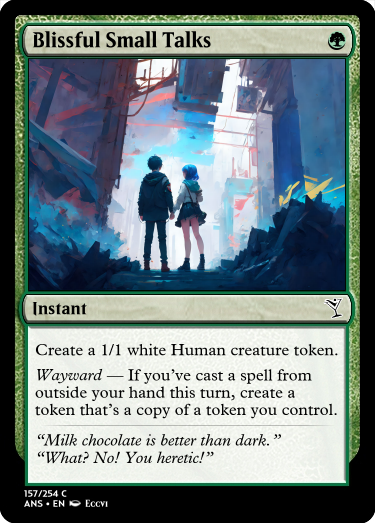 Blissful Small Talks
Instant
Create a 1/1 white Human creature token.
Wayward — If you've cast a spell from
outside your hand this turn, create a
token that's a copy of a token you control.
"Milk chocolate is better than dark."
"What? No! You heretic!"
157/254 C
ANS • EN Eccvi